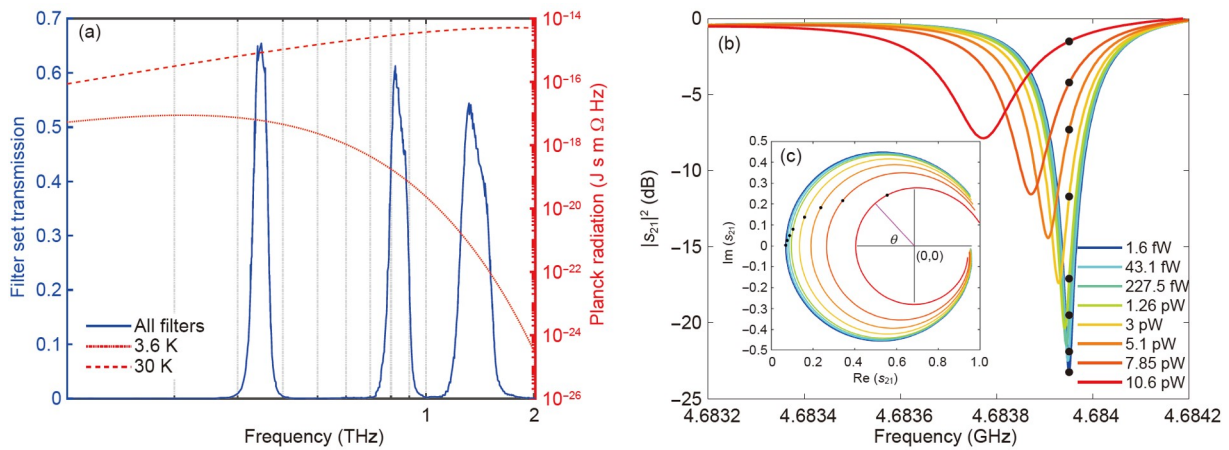 (a)
0.7
0.6
0.5
0.4
0.3
0.2
0.1
0
Filter set transmission
10⁻¹⁴
10⁻¹⁶
10⁻¹⁸
10⁻²⁰
10⁻²²
10⁻²⁴
10⁻²⁶
Planck radiation (J s m Ω Hz)
All filters
3.6 K
30 K
1
2
Frequency (THz)
(b)
0
−5
−10
−15
−20
−25
|s₂₁|² (dB)
4.6832
4.6834
4.6836
4.6838
4.684
4.6842
Frequency (GHz)
1.6 fW
43.1 fW
227.5 fW
1.26 pW
3 pW
5.1 pW
7.85 pW
10.6 pW
(c)
0.5
0.4
0.3
0.2
0.1
0
−0.1
−0.2
−0.3
−0.4
−0.5
Im (s₂₁)
θ
(0,0)
0
0.2
0.4
0.6
0.8
1.0
Re (s₂₁)